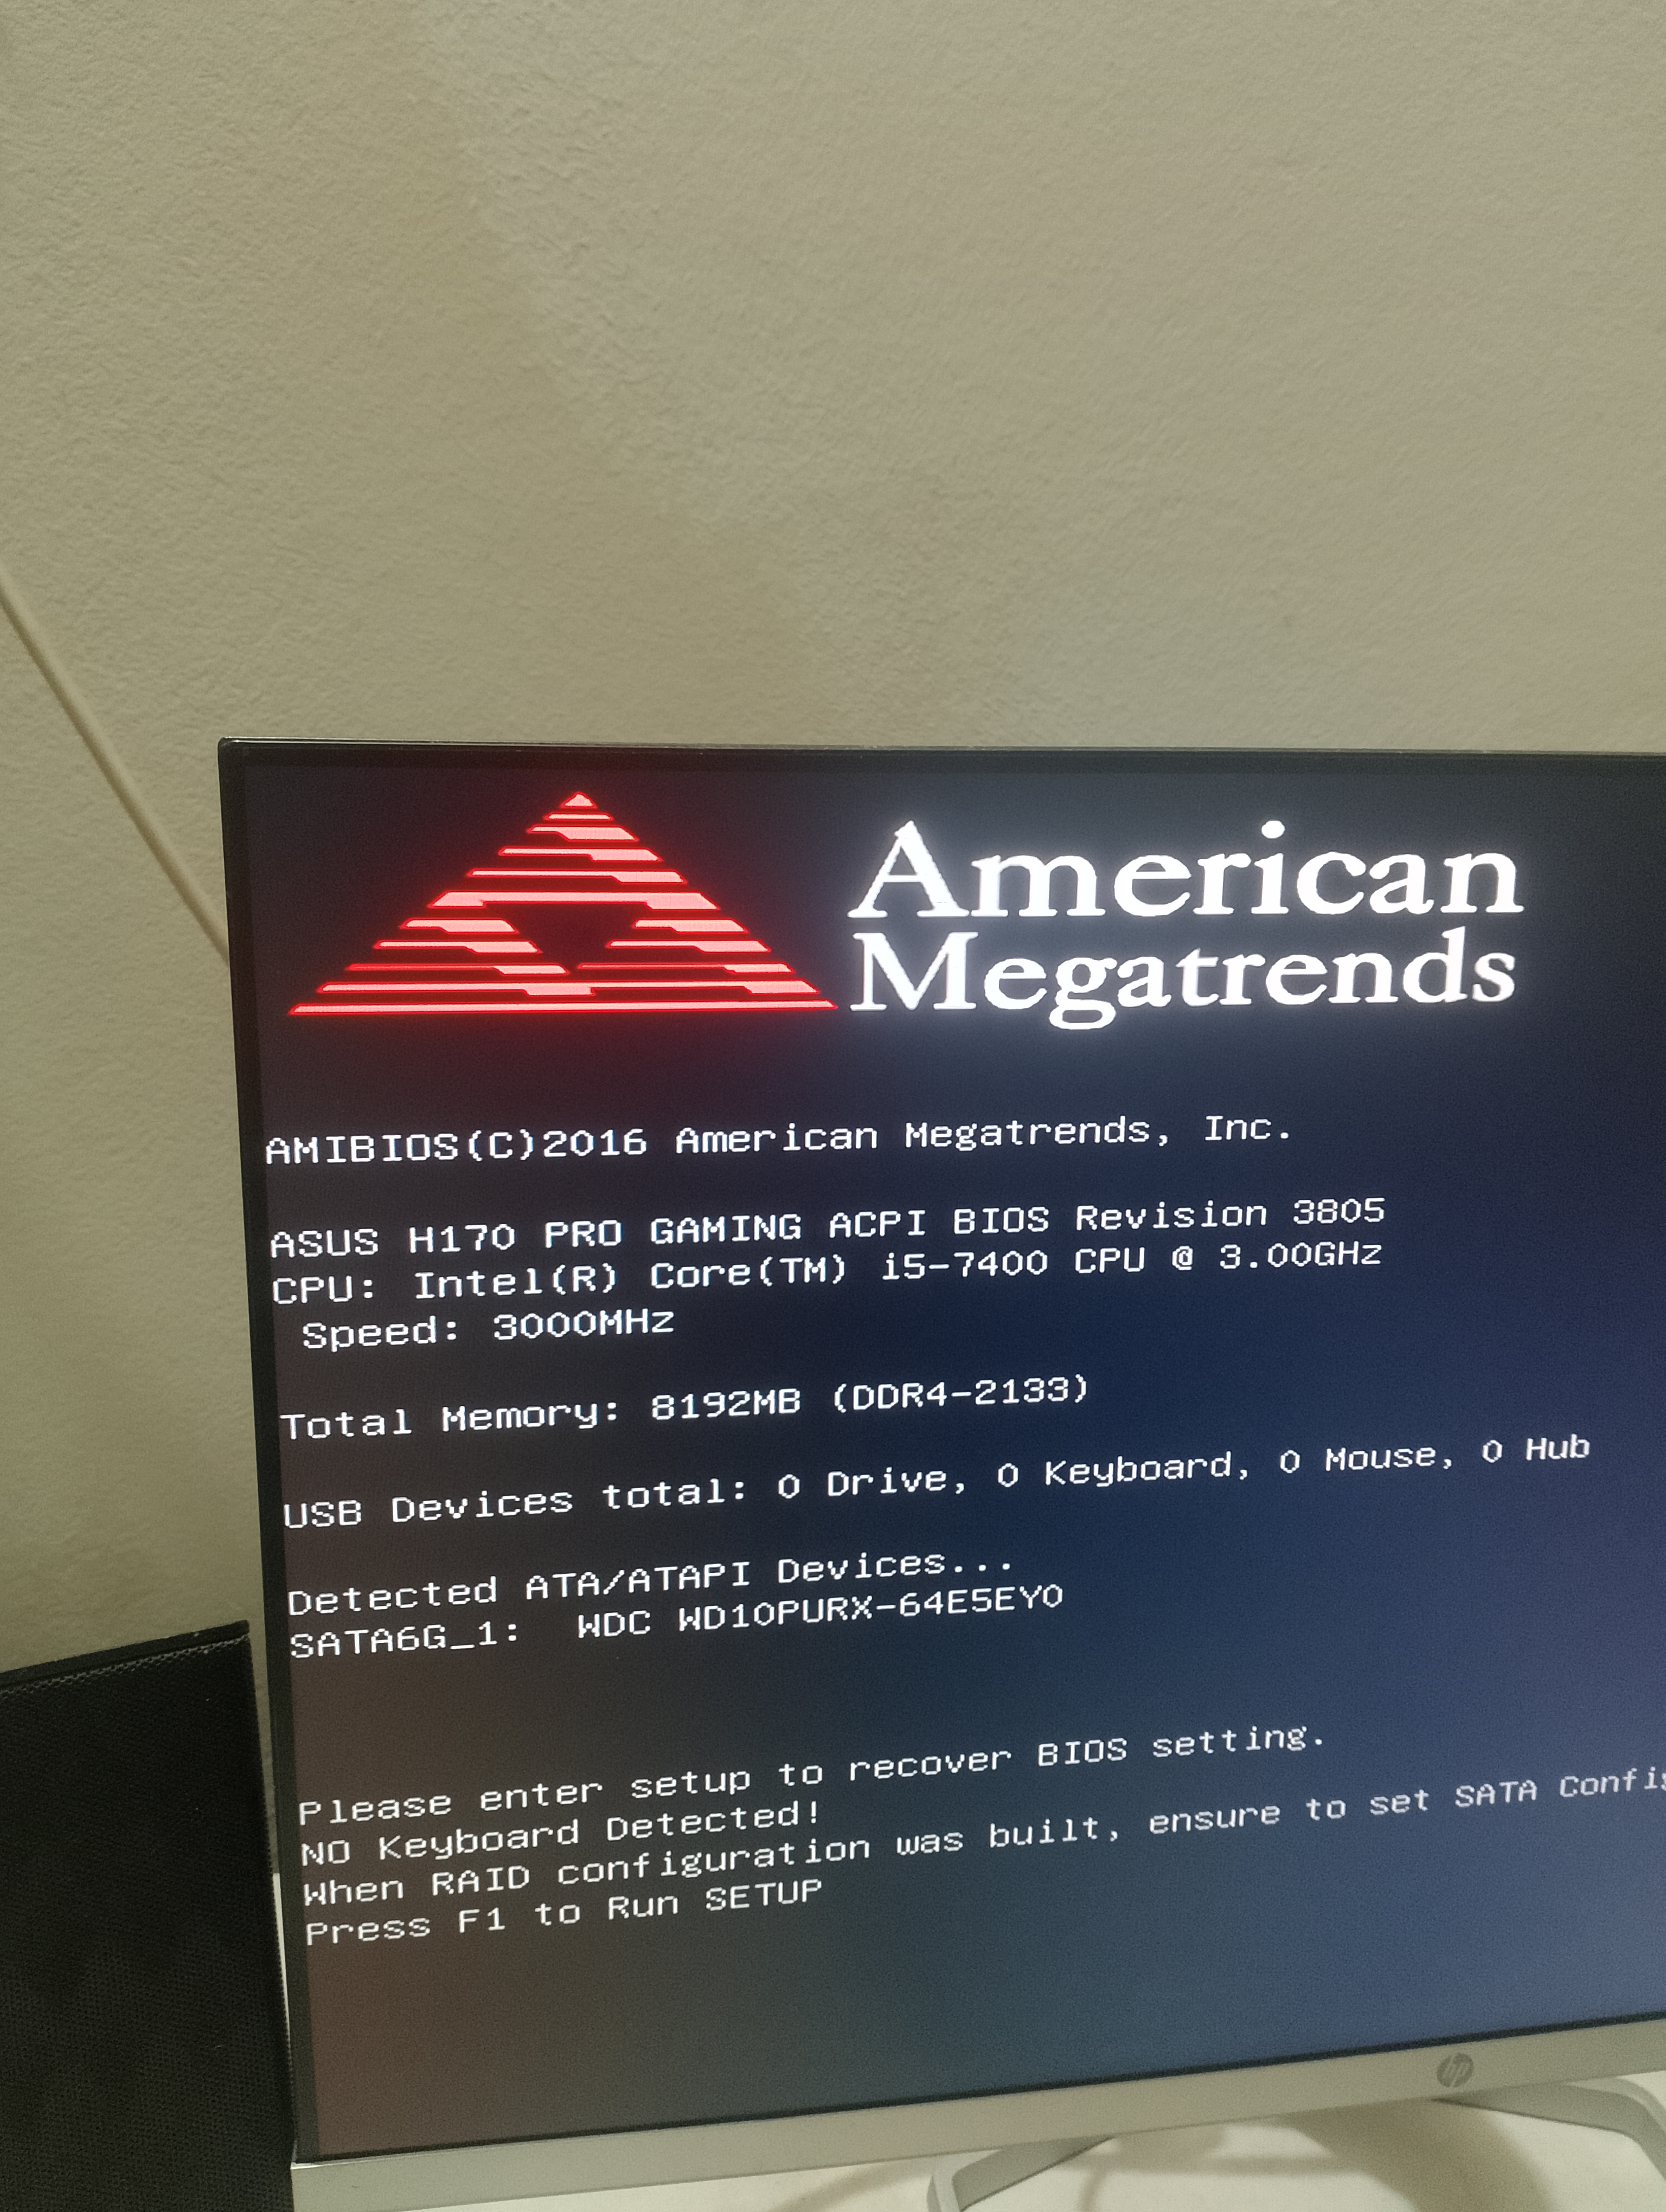 American
Megatrends
AMIBIOS(C)2016 American Megatrends, Inc.
ASUS H170 PRO GAMING ACPI BIOS Revision 3805
CPU: Intel(R) Core(TM) i5-7400 CPU @ 3.00GHz
Speed: 3000MHz
Total Memory: 8192MB (DDR4-2133)
USB Devices total: 0 Drive, 0 Keyboard, 0 Mouse, 0 Hub
Detected ATA/ATAPI Devices...
SATA6G_1: WDC WD10PURX-64E5EY0
Please enter setup to recover BIOS setting.
NO Keyboard Detected!
When RAID configuration was built, ensure to set SATA
Press F1 to Run SETUP
hp